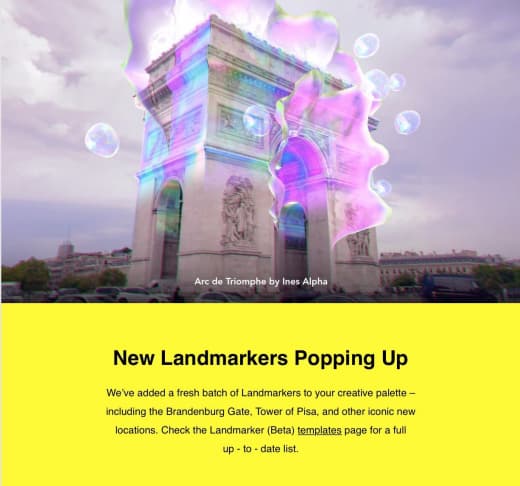 Arc de Triomphe by Ines Alpha
New Landmarkers Popping Up
We've added a fresh batch of Landmarkers to your creative palette –
including the Brandenburg Gate, Tower of Pisa, and other iconic new
locations. Check the Landmarker (Beta) templates page for a full
up - to - date list.